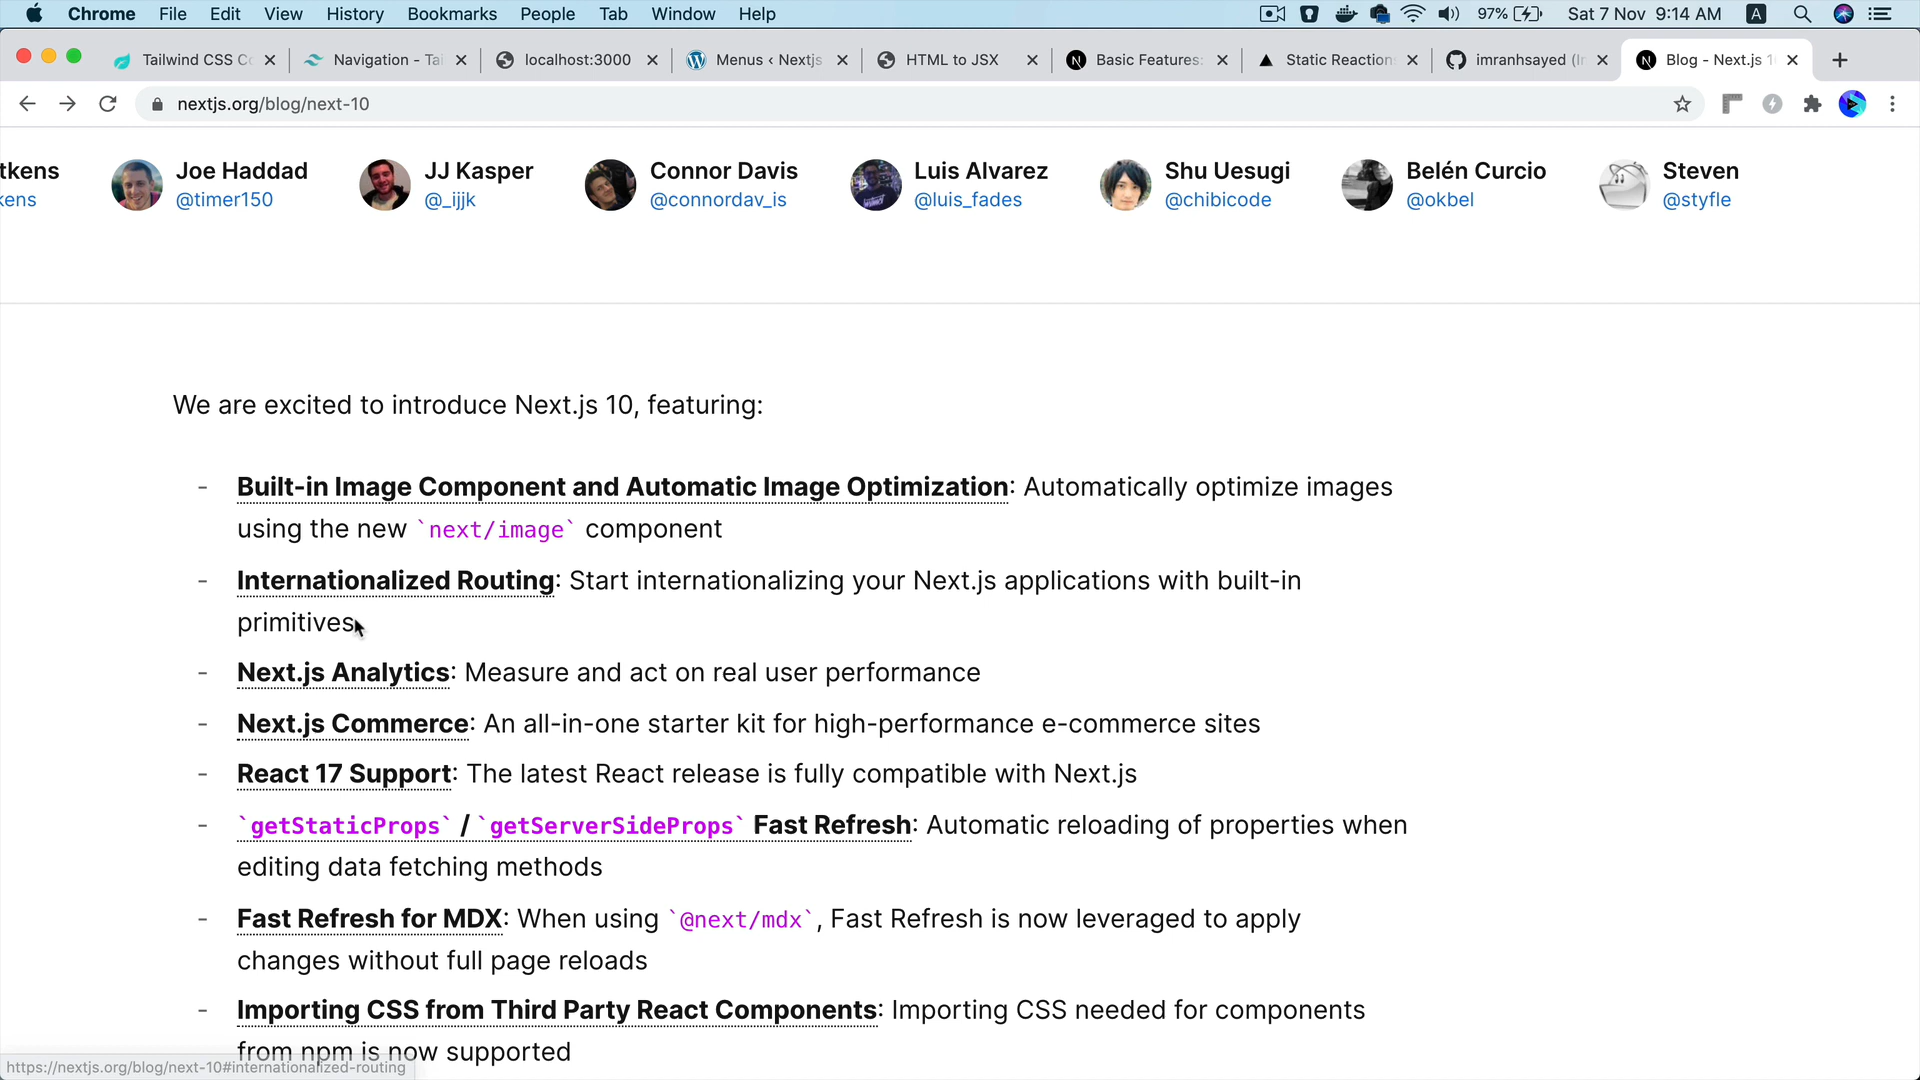 Chrome File Edit View History Bookmarks People Tab Window Help 97% Sat 7 Nov 9:14 AM A
Tailwind CSS Co Navigation - Tai localhost:3000 Menus ‹ Nextjs HTML to JSX Basic Features: Static Reaction imranhsayed (Im Blog - Next.js 1
nextjs.org/blog/next-10
tkens Joe Haddad JJ Kasper Connor Davis Luis Alvarez Shu Uesugi Belén Curcio Steven
kens @timer150 @_ijjk @connordav_is @luis_fades @chibicode @okbel @styfle
We are excited to introduce Next.js 10, featuring:
- Built-in Image Component and Automatic Image Optimization: Automatically optimize images
using the new `next/image` component
- Internationalized Routing: Start internationalizing your Next.js applications with built-in
primitives
- Next.js Analytics: Measure and act on real user performance
- Next.js Commerce: An all-in-one starter kit for high-performance e-commerce sites
- React 17 Support: The latest React release is fully compatible with Next.js
- `getStaticProps` / `getServerSideProps` Fast Refresh: Automatic reloading of properties when
editing data fetching methods
- Fast Refresh for MDX: When using `@next/mdx`, Fast Refresh is now leveraged to apply
changes without full page reloads
- Importing CSS from Third Party React Components: Importing CSS needed for components
from npm is now supported
https://nextjs.org/blog/next-10#internationalized-routing